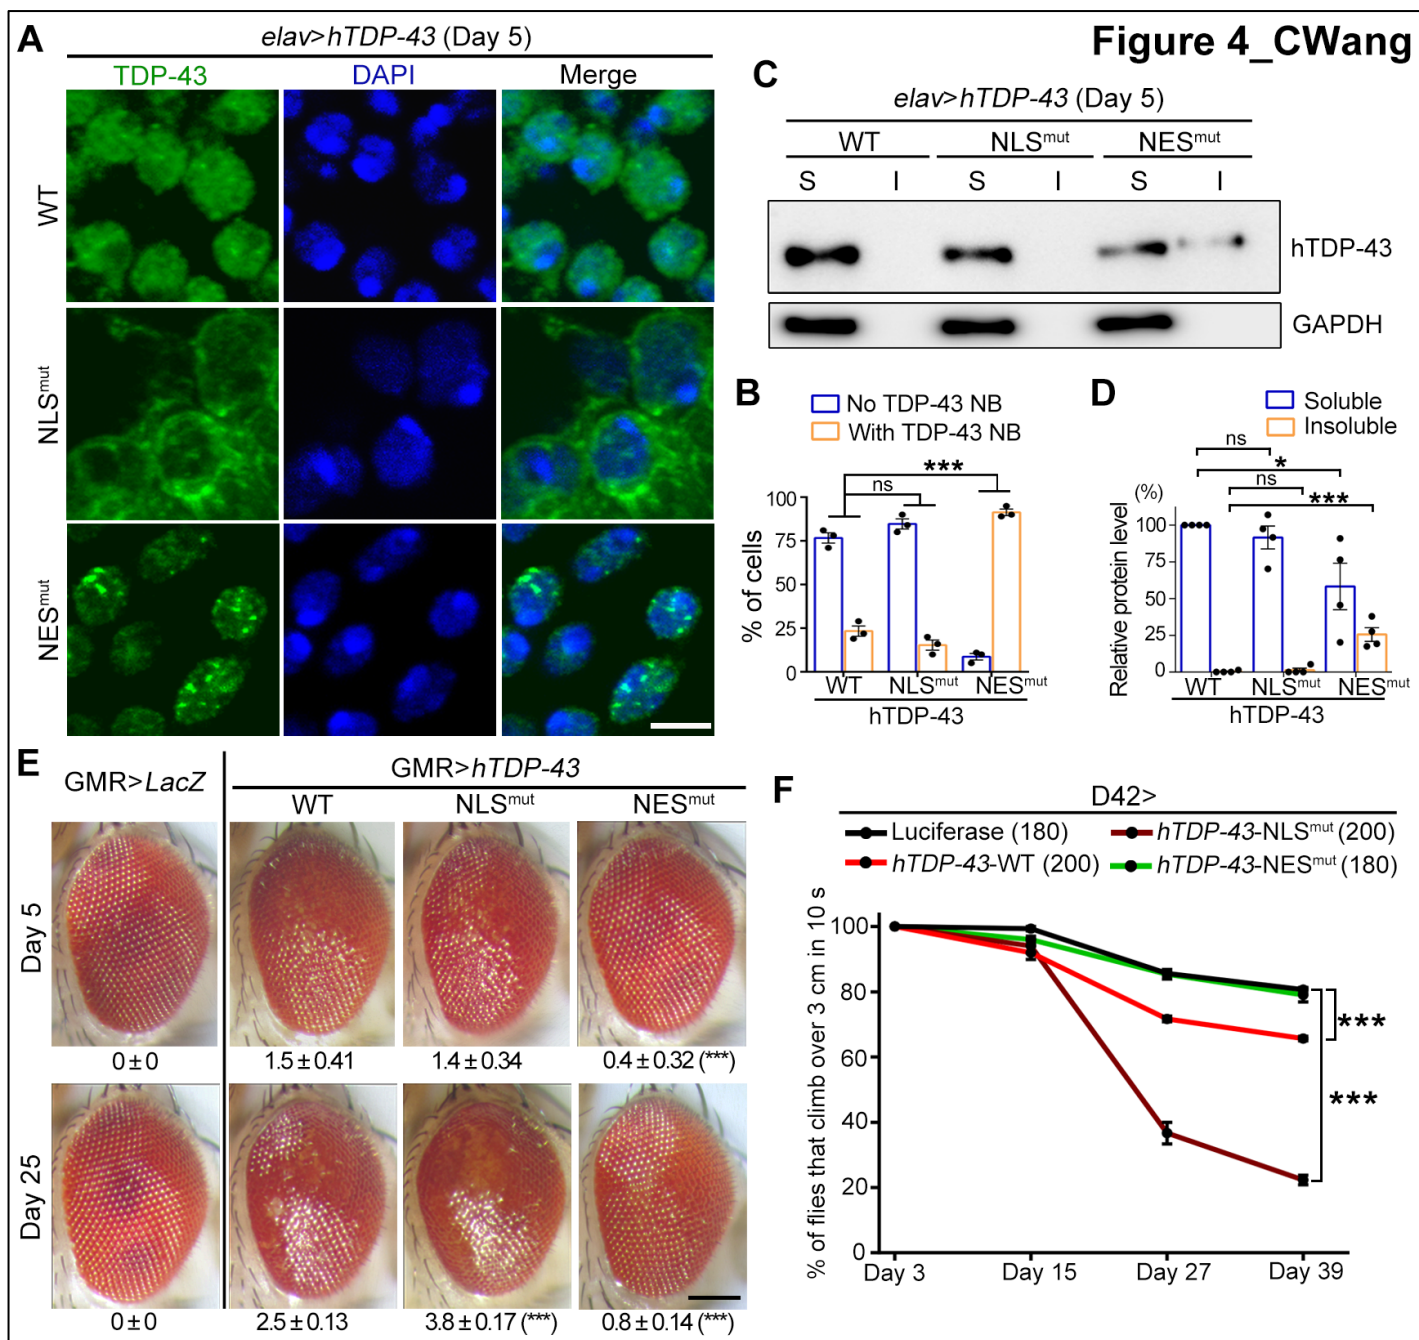 Figure 4_CWang
A
elav>hTDP-43 (Day 5)
TDP-43 DAPI Merge
WT
NLSmut
NESmut
C
elav>hTDP-43 (Day 5)
WT NLSmut NESmut
S I S I S I
hTDP-43
GAPDH
B
No TDP-43 NB
With TDP-43 NB
***
ns
% of cells
100
75
50
25
0
WT NLSmut NESmut
hTDP-43
D
Soluble
Insoluble
ns
*
ns
***
(%)
Relative protein level
100
75
50
25
0
WT NLSmut NESmut
hTDP-43
E
GMR>LacZ GMR>hTDP-43
WT NLSmut NESmut
Day 5
0 ± 0 1.5 ± 0.41 1.4 ± 0.34 0.4 ± 0.32 (***)
Day 25
0 ± 0 2.5 ± 0.13 3.8 ± 0.17 (***) 0.8 ± 0.14 (***)
F
D42>
Luciferase (180) hTDP-43-NLSmut (200)
hTDP-43-WT (200) hTDP-43-NESmut (180)
% of flies that climb over 3 cm in 10 s
100
80
60
40
20
0
***
***
Day 3 Day 15 Day 27 Day 39